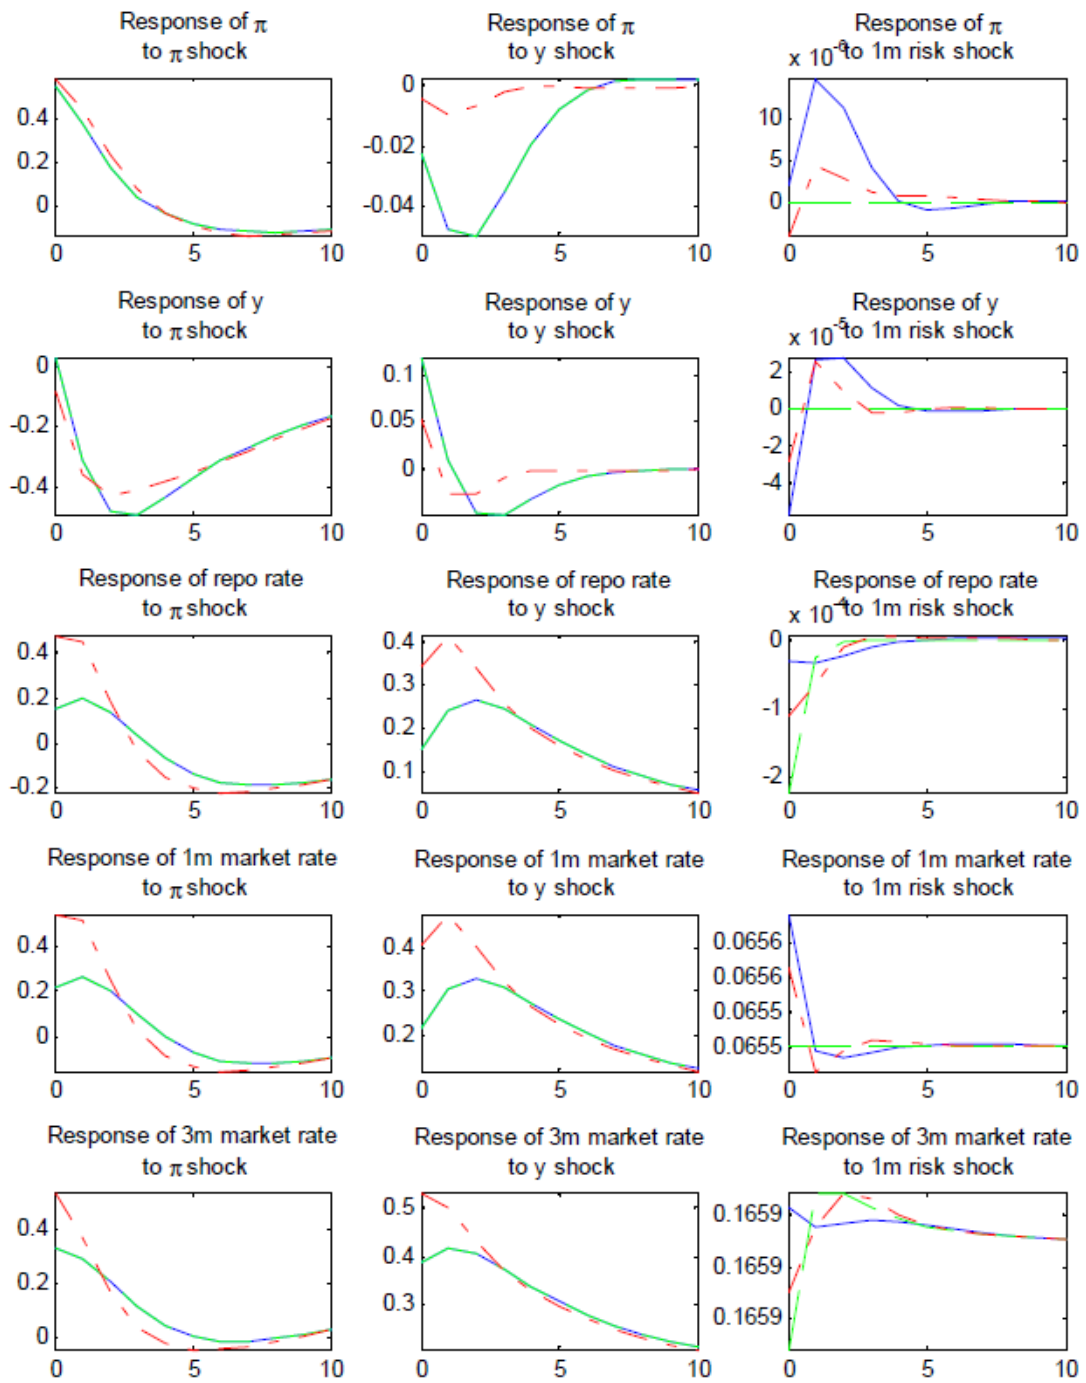 Response of π
to π shock
Response of π
to y shock
Response of π
to 1m risk shock
x 10
0.4
0.2
0
0 5 10
0
-0.02
-0.04
0 5 10
10
5
0
0 5 10
Response of y
to π shock
Response of y
to y shock
Response of y
to 1m risk shock
x 10-5
0
-0.2
-0.4
0 5 10
0.1
0.05
0
0 5 10
2
0
-2
-4
0 5 10
Response of repo rate
to π shock
Response of repo rate
to y shock
Response of repo rate
to 1m risk shock
x 10-4
0.4
0.2
0
-0.2
0 5 10
0.4
0.3
0.2
0.1
0 5 10
0
-1
-2
0 5 10
Response of 1m market rate
to π shock
Response of 1m market rate
to y shock
Response of 1m market rate
to 1m risk shock
0.4
0.2
0
0 5 10
0.4
0.3
0.2
0 5 10
0.0656
0.0656
0.0655
0.0655
0 5 10
Response of 3m market rate
to π shock
Response of 3m market rate
to y shock
Response of 3m market rate
to 1m risk shock
0.4
0.2
0
0 5 10
0.5
0.4
0.3
0 5 10
0.1659
0.1659
0.1659
0 5 10